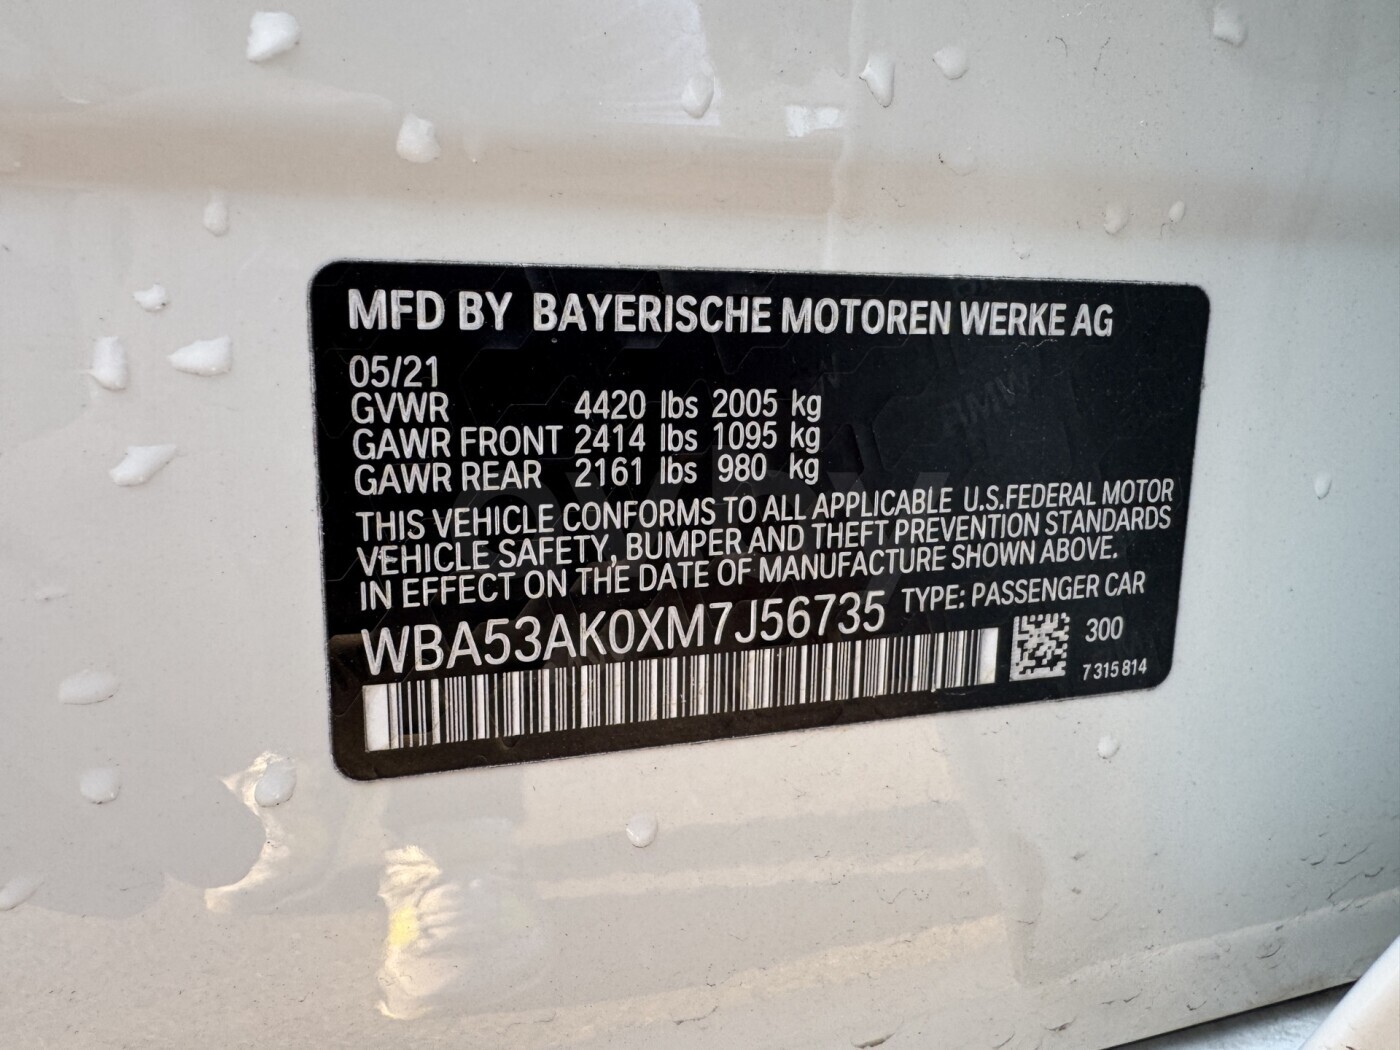 MFD BY BAYERISCHE MOTOREN WERKE AG
05/21
GVWR 4420 lbs 2005 kg
GAWR FRONT 2414 lbs 1095 kg
GAWR REAR 2161 lbs 980 kg
THIS VEHICLE CONFORMS TO ALL APPLICABLE U.S.FEDERAL MOTOR
VEHICLE SAFETY, BUMPER AND THEFT PREVENTION STANDARDS
IN EFFECT ON THE DATE OF MANUFACTURE SHOWN ABOVE.
WBA53AK0XM7J56735 TYPE: PASSENGER CAR
300
7 315 814